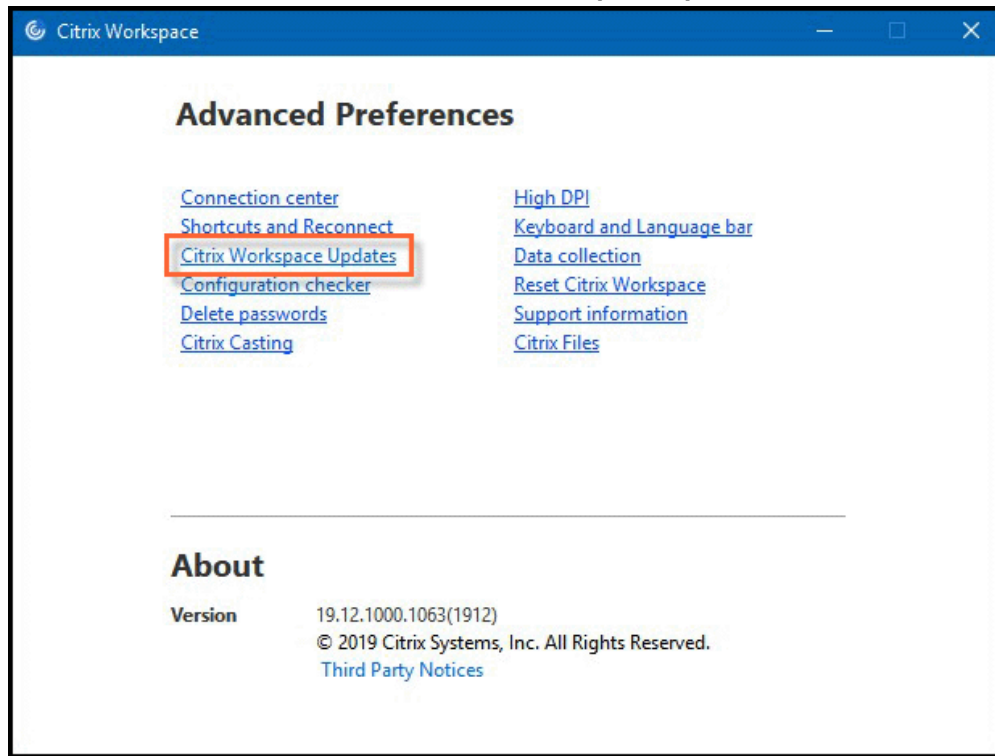 Citrix Workspace
Advanced Preferences
Connection center
Shortcuts and Reconnect
Citrix Workspace Updates
Configuration checker
Delete passwords
Citrix Casting
High DPI
Keyboard and Language bar
Data collection
Reset Citrix Workspace
Support information
Citrix Files
About
Version 19.12.1000.1063(1912)
© 2019 Citrix Systems, Inc. All Rights Reserved.
Third Party Notices